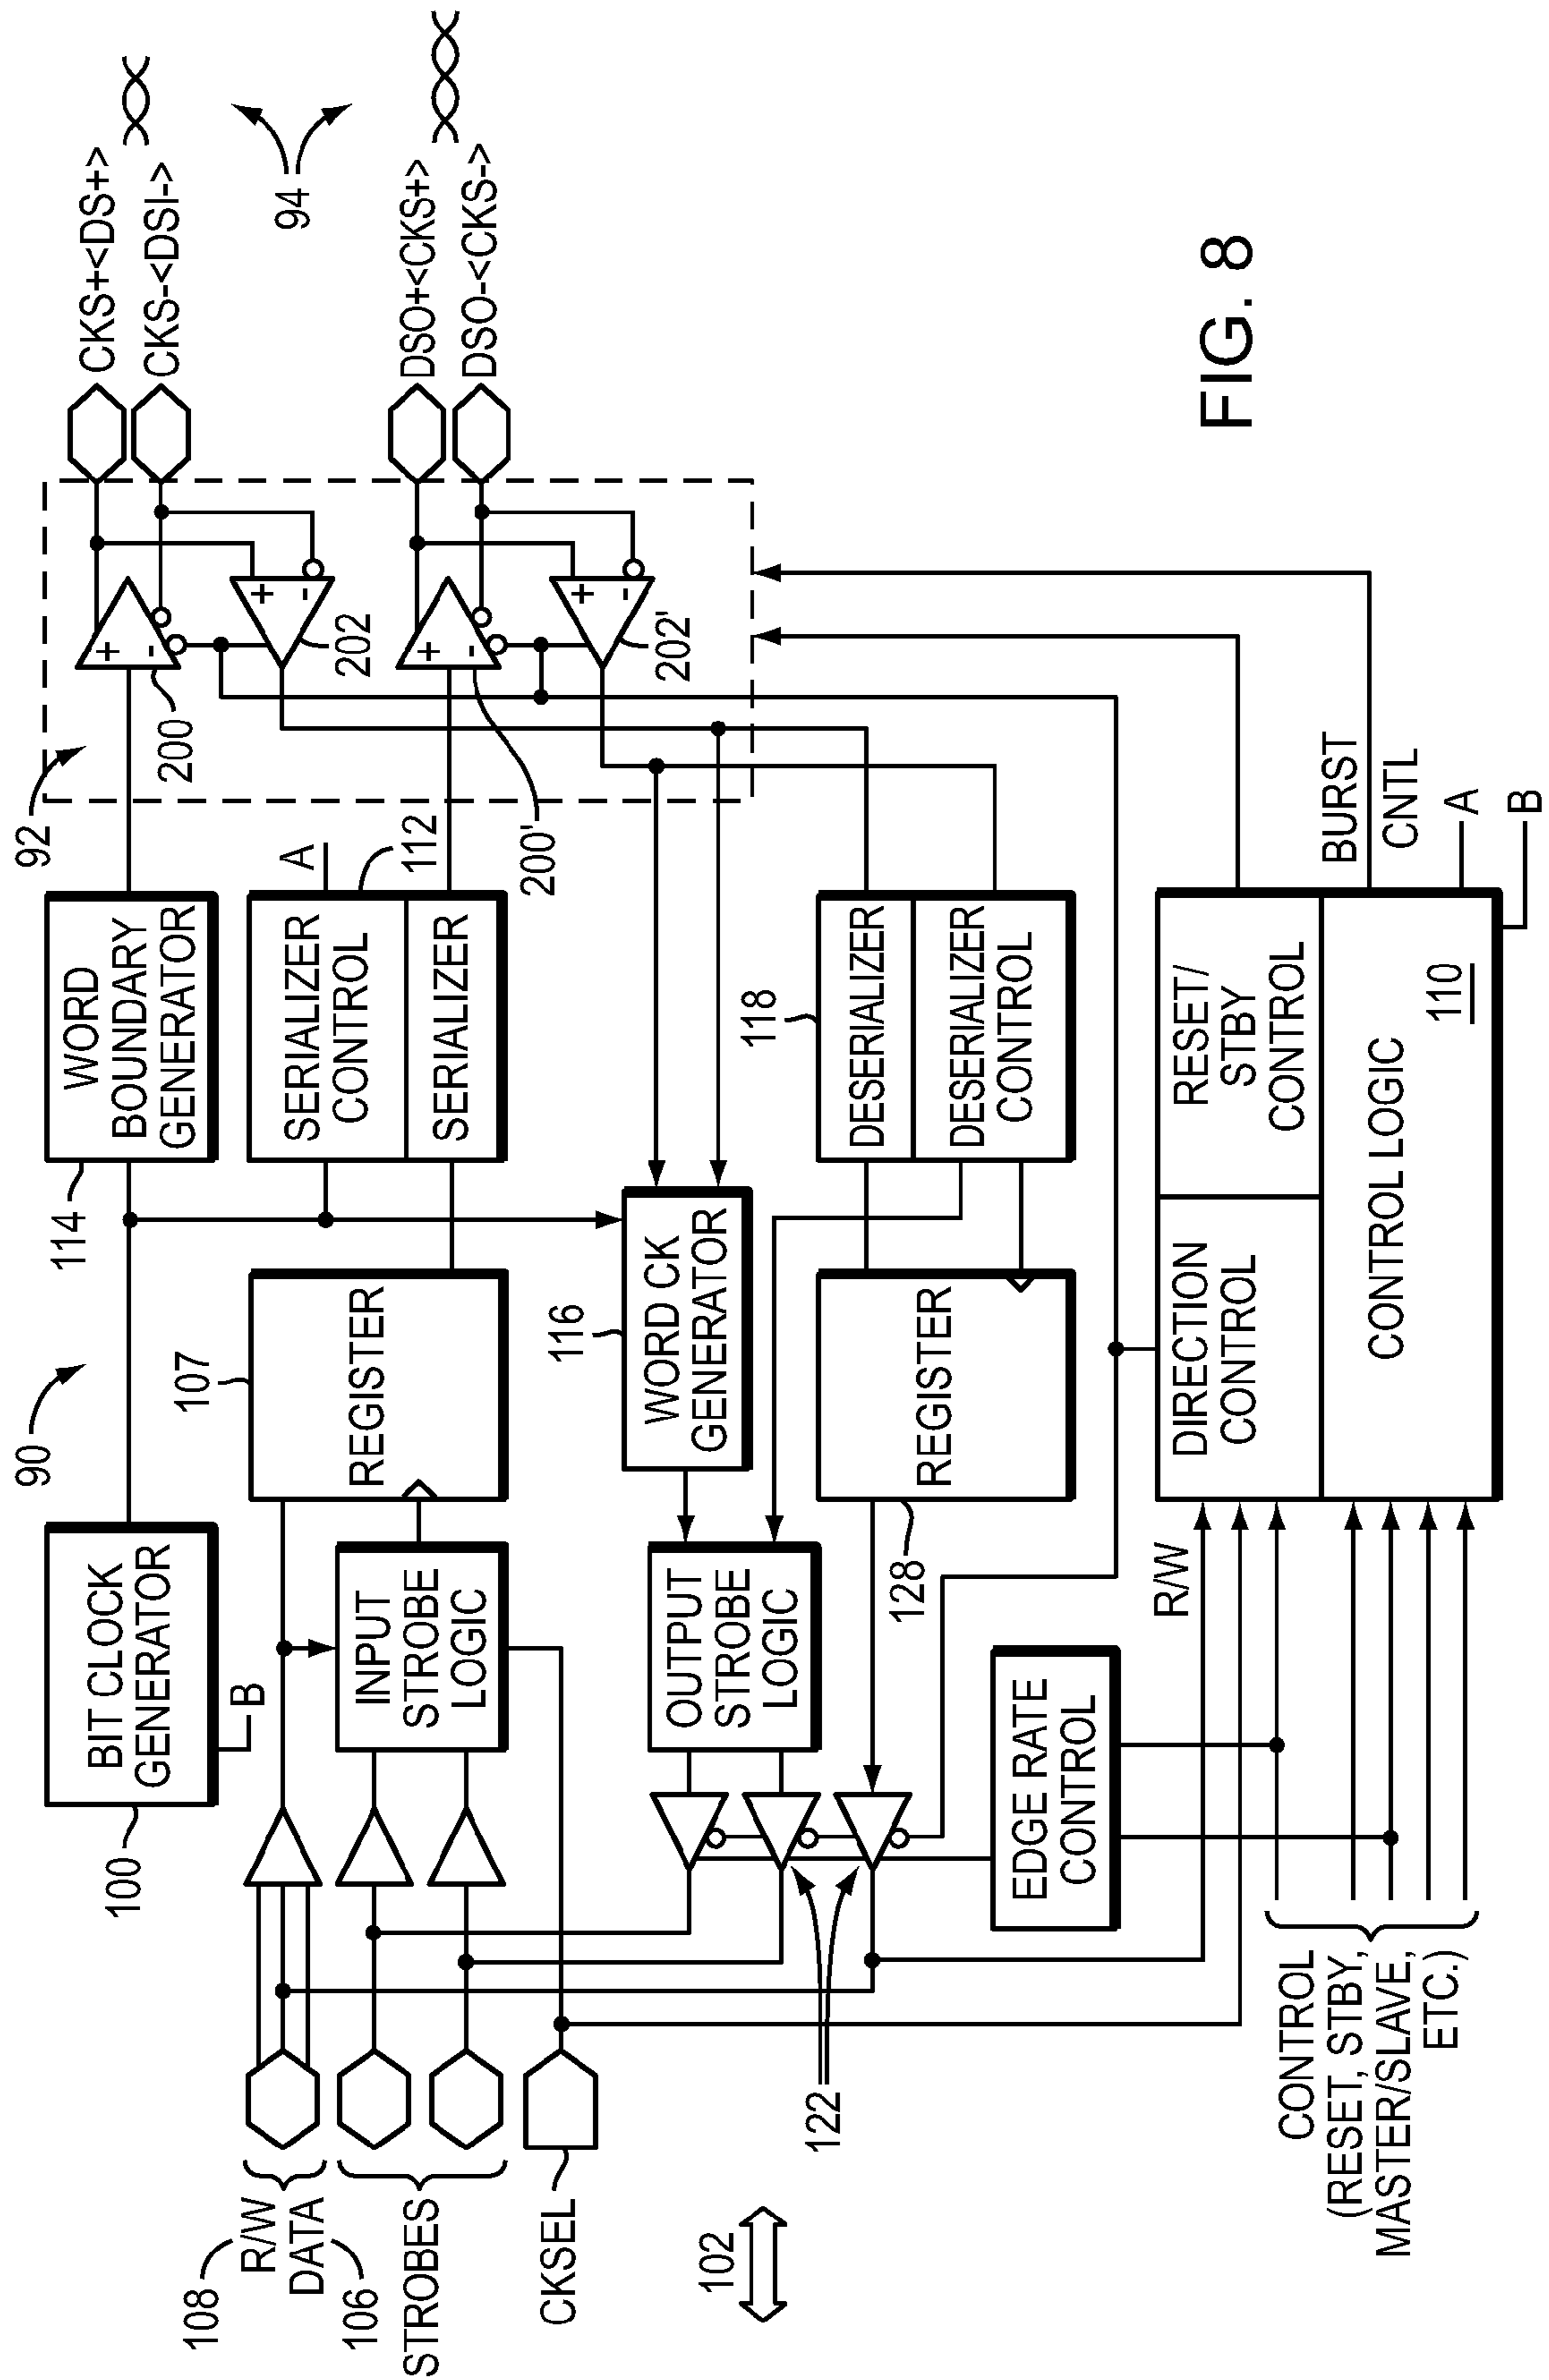 90
92
94
BIT CLOCK
GENERATOR
100
B
114
WORD
BOUNDARY
GENERATOR
200
202
CKS+<DS+>
CKS-<DSI->
108
R/W
DATA
106
STROBES
CKSEL
INPUT
STROBE
LOGIC
107
REGISTER
SERIALIZER
CONTROL
SERIALIZER
A
112
200'
202'
DSO+<CKS+>
DSO-<CKS->
102
122
OUTPUT
STROBE
LOGIC
116
WORD CK
GENERATOR
128
REGISTER
118
DESERIALIZER
DESERIALIZER
CONTROL
EDGE RATE
CONTROL
R/W
CONTROL
(RESET, STBY,
MASTER/SLAVE,
ETC.)
DIRECTION
CONTROL
RESET/
STBY
CONTROL
CONTROL LOGIC
110
BURST
CNTL
A
B
+
-
+
-
+
-
+
-
FIG. 8